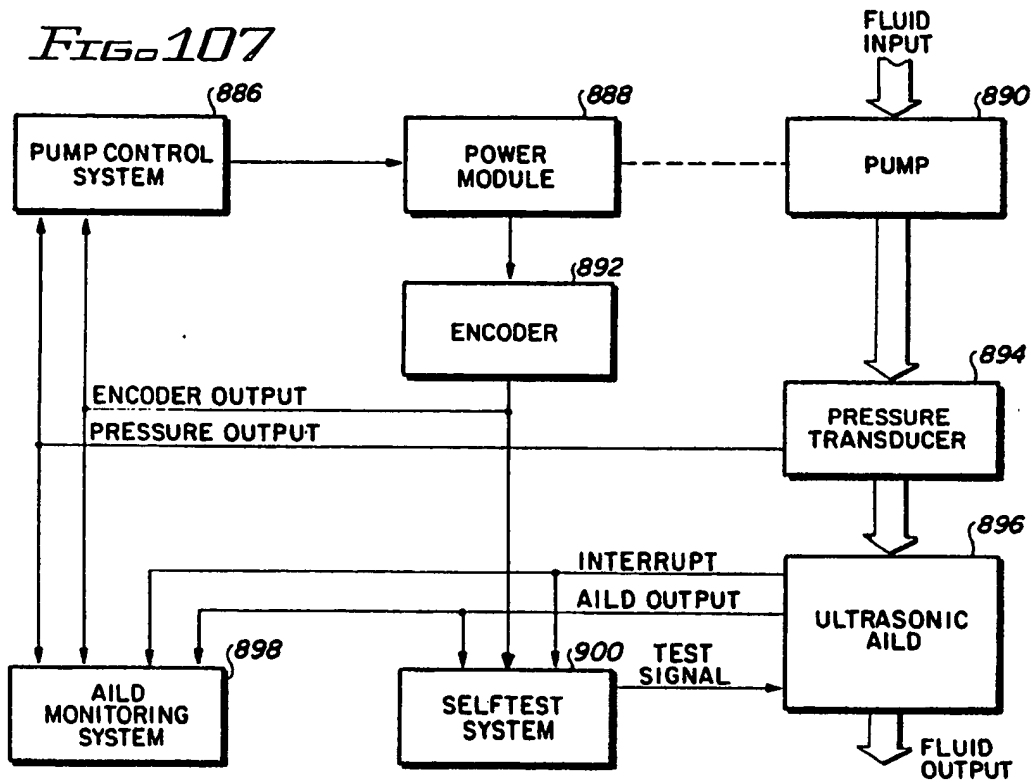 FIG. 107
FLUID
INPUT
886
888
890
PUMP CONTROL
SYSTEM
POWER
MODULE
PUMP
892
ENCODER
894
ENCODER OUTPUT
PRESSURE OUTPUT
PRESSURE
TRANSDUCER
896
INTERRUPT
AILD OUTPUT
ULTRASONIC
AILD
898
900
TEST
SIGNAL
AILD
MONITORING
SYSTEM
SELFTEST
SYSTEM
FLUID
OUTPUT